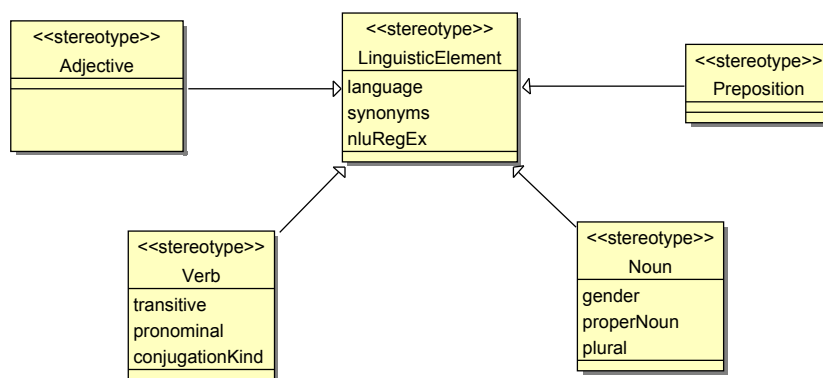 <<stereotype>>
Adjective
<<stereotype>>
LinguisticElement
language
synonyms
nluRegEx
<<stereotype>>
Preposition
<<stereotype>>
Verb
transitive
pronominal
conjugationKind
<<stereotype>>
Noun
gender
properNoun
plural